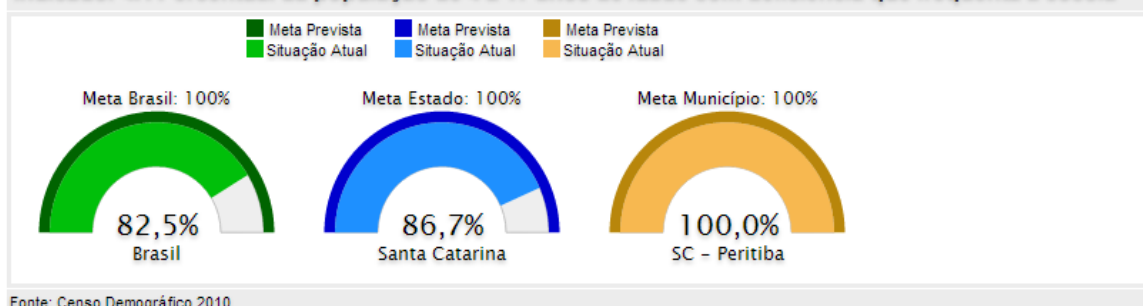 Meta Prevista Meta Prevista Meta Prevista
Situação Atual Situação Atual Situação Atual
Meta Brasil: 100% Meta Estado: 100% Meta Município: 100%
82,5% 86,7% 100,0%
Brasil Santa Catarina SC - Peritiba
Fonte: Censo Demográfico 2010